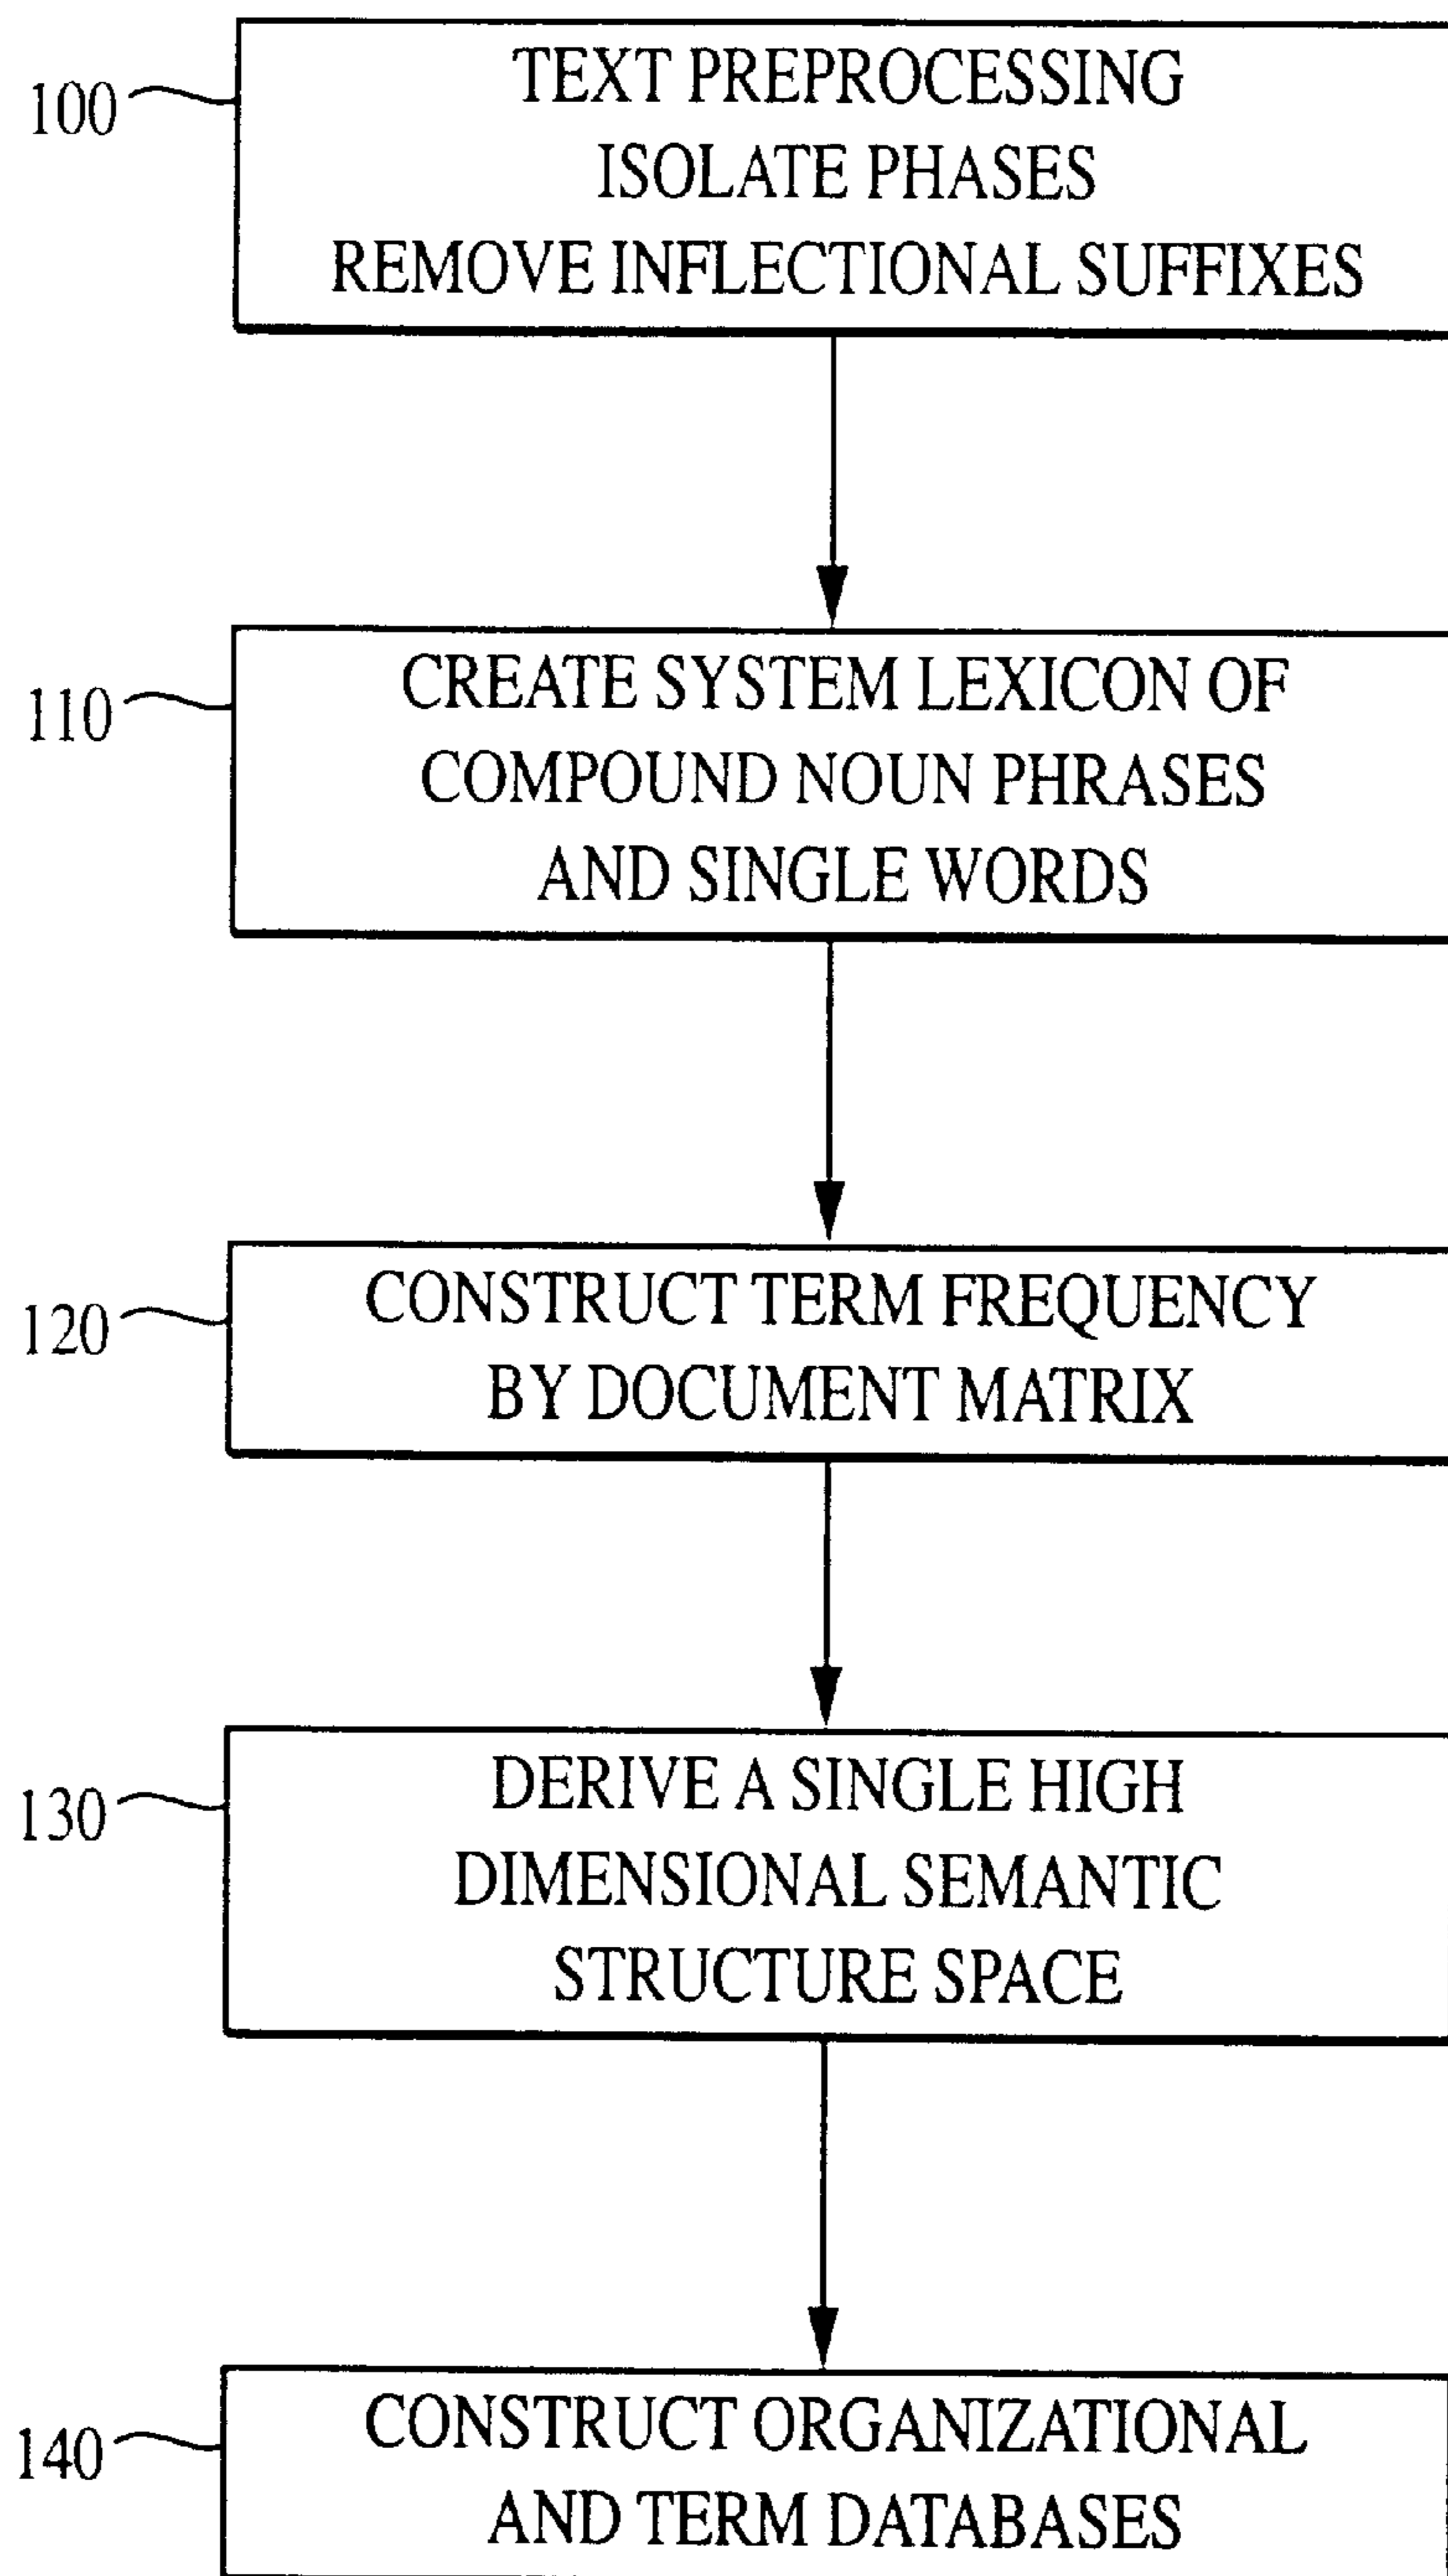 100
TEXT PREPROCESSING
ISOLATE PHASES
REMOVE INFLECTIONAL SUFFIXES
110
CREATE SYSTEM LEXICON OF
COMPOUND NOUN PHRASES
AND SINGLE WORDS
120
CONSTRUCT TERM FREQUENCY
BY DOCUMENT MATRIX
130
DERIVE A SINGLE HIGH
DIMENSIONAL SEMANTIC
STRUCTURE SPACE
140
CONSTRUCT ORGANIZATIONAL
AND TERM DATABASES